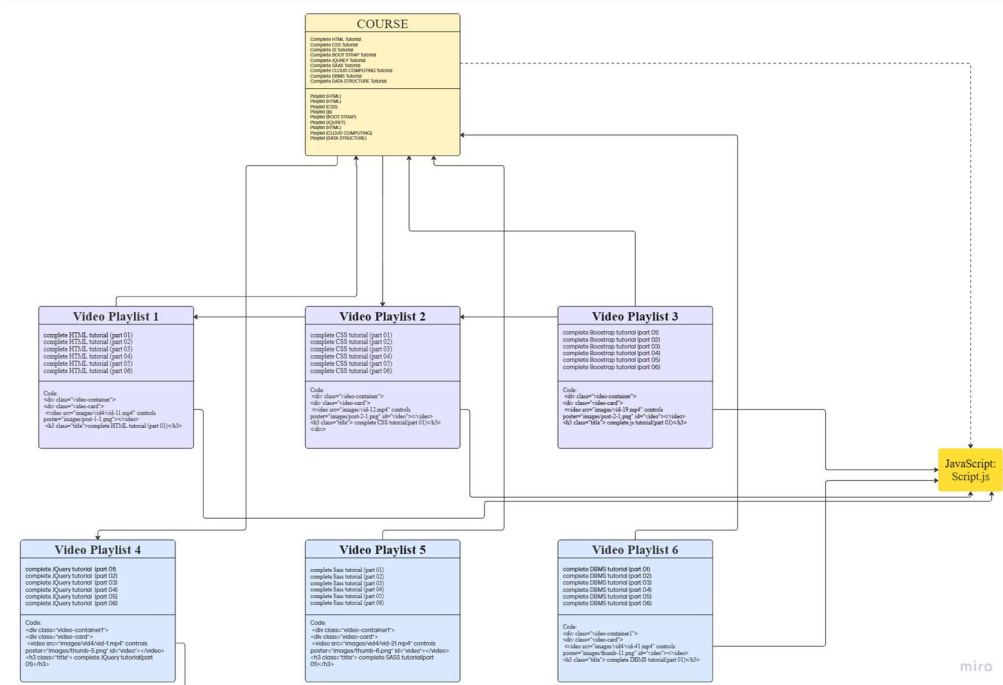 COURSE
Complete HTML Tutorial
Complete CSS Tutorial
Complete JS Tutorial
Complete BOOT STRAP Tutorial
Complete JQUREY Tutorial
Complete SAAS Tutorial
Complete CLOUD COMPUTING Tutorial
Complete DBMS Tutorial
Complete DATA STRUCTURE Tutorial
Playlist (HTML)
Playlist (HTML)
Playlist (CSS)
Playlist (js)
Playlist (BOOT STRAP)
Playlist (JQUREY)
Playlist (HTML)
Playlist (CLOUD COMPUTING)
Playlist (DATA STRUCTURE)
Video Playlist 1
complete HTML tutorial (part 01)
complete HTML tutorial (part 02)
complete HTML tutorial (part 03)
complete HTML tutorial (part 04)
complete HTML tutorial (part 05)
complete HTML tutorial (part 06)
Code:
<div class="video-container">
<div class="video-card">
<video src="images/vid4/vid-11.mp4" controls
poster="images/post-1-1.png"></video>
<h3 class="title">complete HTML tutorial (part 01)</h3>
Video Playlist 2
complete CSS tutorial (part 01)
complete CSS tutorial (part 02)
complete CSS tutorial (part 03)
complete CSS tutorial (part 04)
complete CSS tutorial (part 05)
complete CSS tutorial (part 06)
Code:
<div class="video-container">
<div class="video-card">
<video src="images/vid-12.mp4" controls
poster="images/post-2-1.png" id="video"></video>
<h5 class="title"> complete CSS tutorial(part 01)</h3>
</div>
Video Playlist 3
complete Boostrap tutorial (part 01)
complete Boostrap tutorial (part 02)
complete Boostrap tutorial (part 03)
complete Boostrap tutorial (part 04)
complete Boostrap tutorial (part 05)
complete Boostrap tutorial (part 06)
Code:
<div class="video-container">
<div class="video-card">
<video src="images/vid-19.mp4" controls
poster="images/post-2-1.png" id="video"></video>
<h3 class="title"> complete js tutorial(part 01)</h3>
JavaScript:
Script.js
Video Playlist 4
complete JQuery tutorial (part 01)
complete JQuery tutorial (part 02)
complete JQuery tutorial (part 03)
complete JQuery tutorial (part 04)
complete JQuery tutorial (part 05)
complete JQuery tutorial (part 06)
Code:
<div class="video-container1">
<div class="video-card">
<video src="images/vid4/vid-1.mp4" controls
poster="images/thumb-5.png" id="video"></video>
<h3 class="title"> complete JQuery tutorial(part
01)</h3>
Video Playlist 5
complete Sass tutorial (part 01)
complete Sass tutorial (part 02)
complete Sass tutorial (part 03)
complete Sass tutorial (part 04)
complete Sass tutorial (part 05)
complete Sass tutorial (part 06)
Code:
<div class="video-container1">
<div class="video-card">
<video src="images/vid4/vid-21.mp4" controls
poster="images/thumb-6.png" id="video"></video>
<h3 class="title"> complete SASS tutorial(part
01)</h3>
Video Playlist 6
complete DBMS tutorial (part 01)
complete DBMS tutorial (part 02)
complete DBMS tutorial (part 03)
complete DBMS tutorial (part 04)
complete DBMS tutorial (part 05)
complete DBMS tutorial (part 06)
Code:
<div class="video-container1">
<div class="video-card">
<video src="images/vid4/vid-41.mp4" controls
poster="images/thumb-11.png" id="video"></video>
<h3 class="title"> complete DBMS tutorial(part 01)</h3>
miro